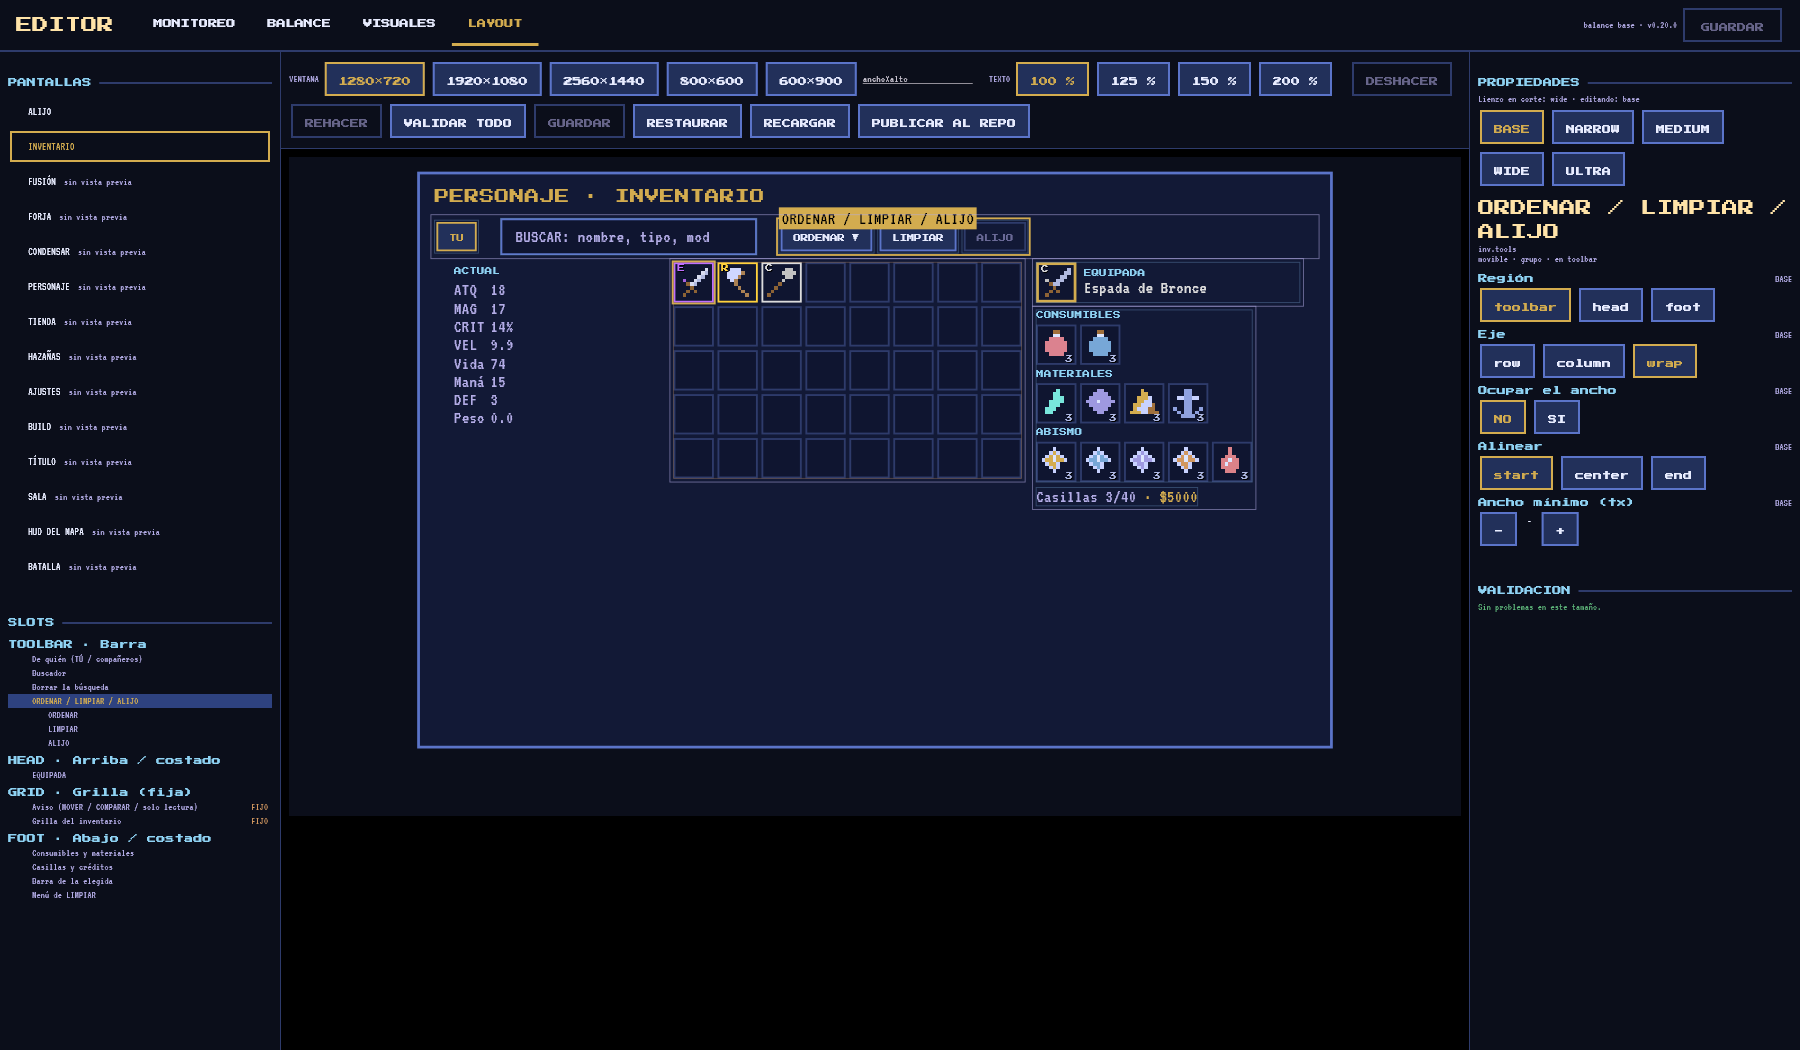 EDITOR MONITOREO BALANCE VISUALES LAYOUT balance base · v0.20.0 GUARDAR
PANTALLAS
ALIJO
INVENTARIO
FUSIÓN sin vista previa
FORJA sin vista previa
CONDENSAR sin vista previa
PERSONAJE sin vista previa
TIENDA sin vista previa
HAZAÑAS sin vista previa
AJUSTES sin vista previa
BUILD sin vista previa
TÍTULO sin vista previa
SALA sin vista previa
HUD DEL MAPA sin vista previa
BATALLA sin vista previa
SLOTS
TOOLBAR · Barra
De quién (TÚ / compañeros)
Buscador
Borrar la búsqueda
ORDENAR / LIMPIAR / ALIJO
ORDENAR
LIMPIAR
ALIJO
HEAD · Arriba / costado
EQUIPADA
GRID · Grilla (fija)
Aviso (MOVER / COMPARAR / solo lectura) FIJO
Grilla del inventario FIJO
FOOT · Abajo / costado
Consumibles y materiales
Casillas y créditos
Barra de la elegida
Menú de LIMPIAR
VENTANA 1280×720 1920×1080 2560×1440 800×600 600×900 anchoXalto TEXTO 100 % 125 % 150 % 200 % DESHACER
REHACER VALIDAR TODO GUARDAR RESTAURAR RECARGAR PUBLICAR AL REPO
PERSONAJE · INVENTARIO
ORDENAR / LIMPIAR / ALIJO
TU BUSCAR: nombre, tipo, mod ORDENAR ▼ LIMPIAR ALIJO
ACTUAL
ATQ 18
MAG 17
CRIT 14%
VEL 9.9
Vida 74
Maná 15
DEF 3
Peso 0.0
E R C
C EQUIPADA
Espada de Bronce
CONSUMIBLES
3 3
MATERIALES
3 3 3 3
ABISMO
3 3 3 3 3
Casillas 3/40 · $5000
PROPIEDADES
Lienzo en corte: wide · editando: base
BASE NARROW MEDIUM
WIDE ULTRA
ORDENAR / LIMPIAR /
ALIJO
inv.tools
movible · grupo · en toolbar
Región BASE
toolbar head foot
Eje BASE
row column wrap
Ocupar el ancho BASE
NO SI
Alinear BASE
start center end
Ancho mínimo (tx) BASE
- · +
VALIDACION
Sin problemas en este tamaño.